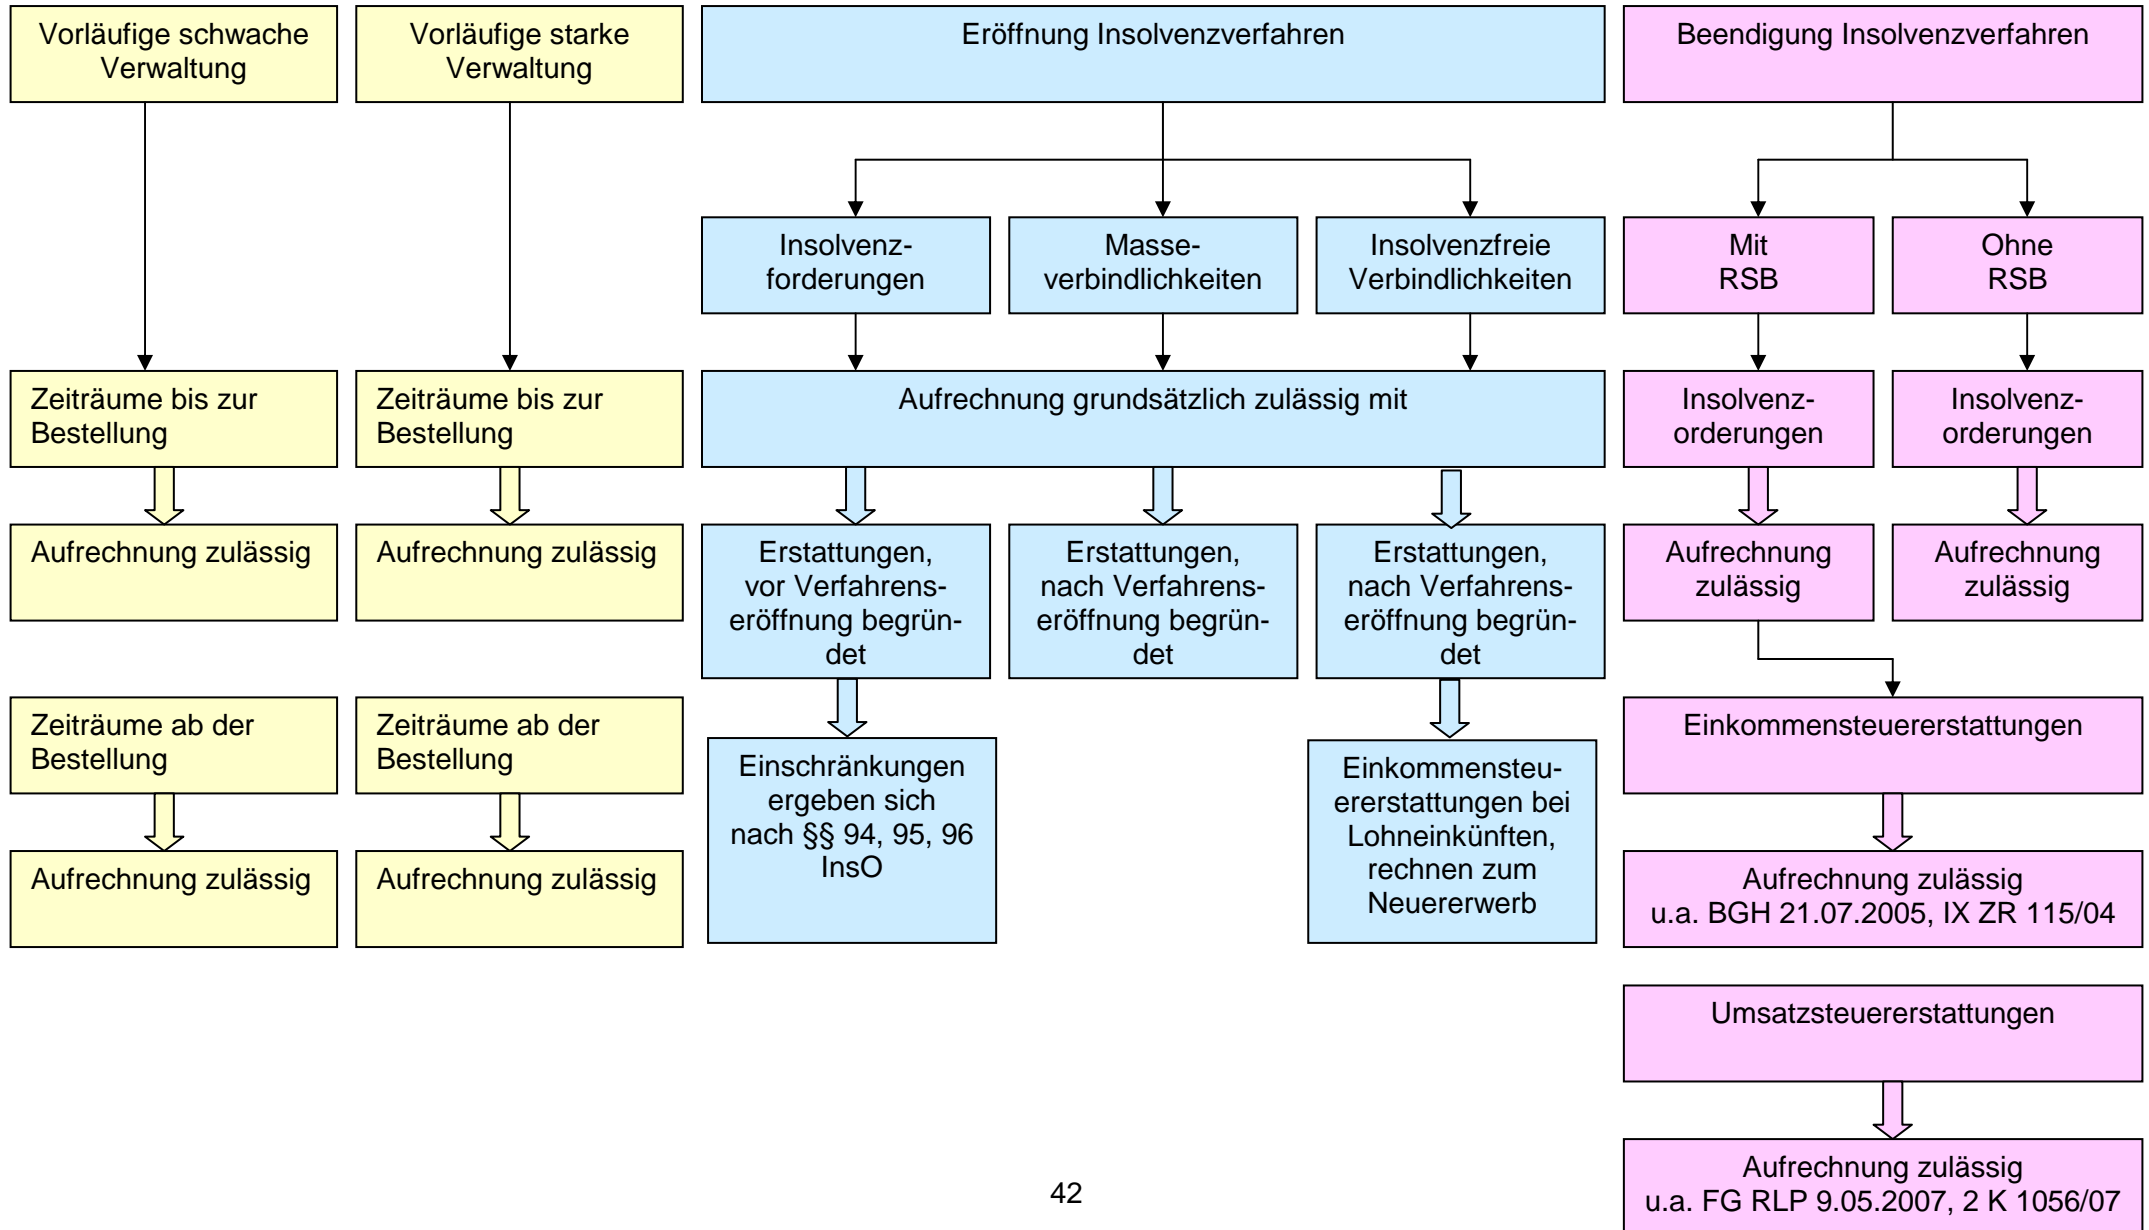 Vorläufige schwache
Verwaltung
Vorläufige starke
Verwaltung
Eröffnung Insolvenzverfahren
Beendigung Insolvenzverfahren
Insolvenz-
forderungen
Masse-
verbindlichkeiten
Insolvenzfreie
Verbindlichkeiten
Mit
RSB
Ohne
RSB
Zeiträume bis zur
Bestellung
Zeiträume bis zur
Bestellung
Aufrechnung grundsätzlich zulässig mit
Insolvenz-
orderungen
Insolvenz-
orderungen
Aufrechnung zulässig
Aufrechnung zulässig
Erstattungen,
vor Verfahrens-
eröffnung begrün-
det
Erstattungen,
nach Verfahrens-
eröffnung begrün-
det
Erstattungen,
nach Verfahrens-
eröffnung begrün-
det
Aufrechnung
zulässig
Aufrechnung
zulässig
Zeiträume ab der
Bestellung
Zeiträume ab der
Bestellung
Einschränkungen
ergeben sich
nach §§ 94, 95, 96
InsO
Einkommensteu-
ererstattungen bei
Lohneinkünften,
rechnen zum
Neuererwerb
Einkommensteuererstattungen
Aufrechnung zulässig
Aufrechnung zulässig
Aufrechnung zulässig
u.a. BGH 21.07.2005, IX ZR 115/04
Umsatzsteuererstattungen
Aufrechnung zulässig
u.a. FG RLP 9.05.2007, 2 K 1056/07
42